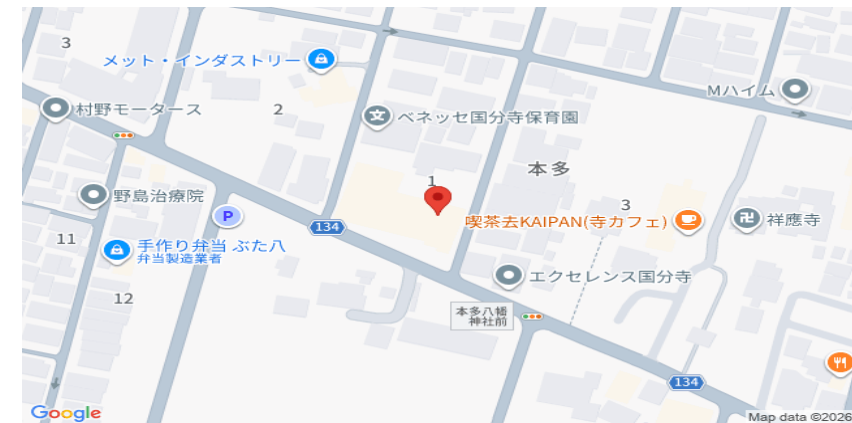 3
メット・インダストリー
Mハイム
村野モータース
2
ベネッセ国分寺保育園
本多
1
野島治療院
P
3
134
喫茶去KAIPAN(寺カフェ)
卍
祥應寺
11
手作り弁当 ぶた八
弁当製造業者
エクセレンス国分寺
12
本多八幡
神社前
134
Google
Map data ©2026